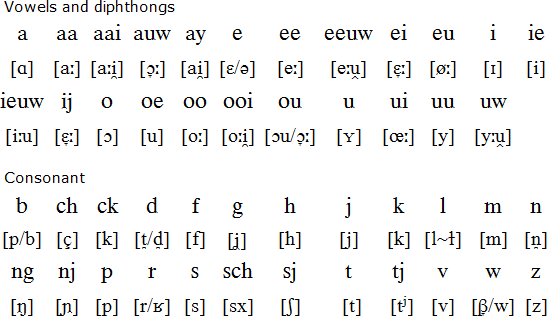 Vowels and diphthongs
a aa aai auw ay e ee eeuw ei eu i ie
[ɑ] [aː] [aːi̯] [ɔ̯ː] [ai̯] [ɛ/ə] [eː] [eːu̯] [ɛ̯ː] [øː] [ɪ] [i]
ieuw ij o oe oo ooi ou u ui uu uw
[iːu] [ɛ̯ː] [ɔ] [u] [oː] [oːi̯] [ɔu/ɔ̯ː] [ʏ] [œː] [y] [yːu̯]
Consonant
b ch ck d f g h j k l m n
[p/b] [ç] [k] [t̪/d̪] [f] [ʝ] [h] [j] [k] [l~ɫ] [m] [n̪]
ng nj p r s sch sj t tj v w z
[ŋ] [ɲ] [p] [r/ʁ] [s] [sx] [ʃ] [t] [tʲ] [v] [β̞/w] [z]